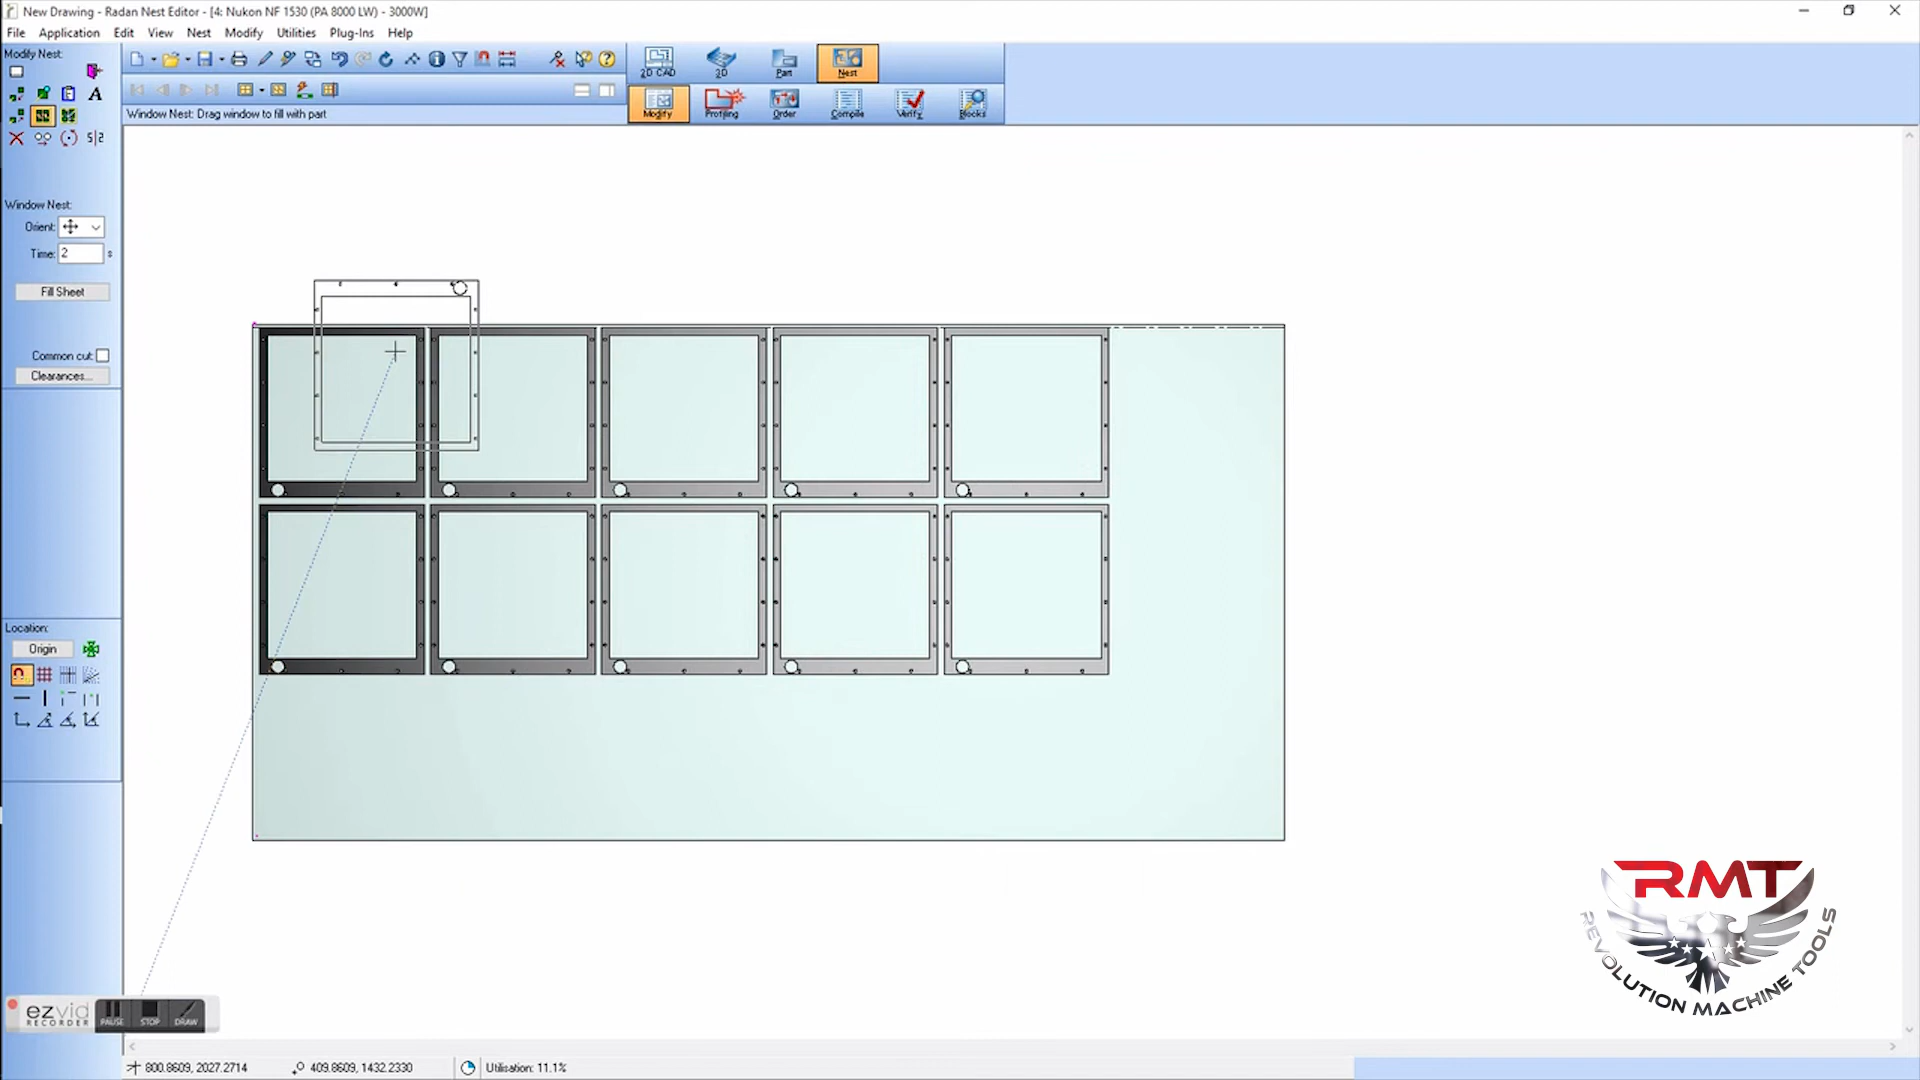 New Drawing - Radan Nest Editor - [4: Nukon NF 1530 (PA 8000 LW) - 3000W]
File Application Edit View Nest Modify Utilities Plug-Ins Help
Modify Nest:
2D CAD 3D Part Nest
Modify Profiling Order Compile Verify Blocks
Window Nest: Drag window to fill with part
Window Nest:
Orient:
Time: 2 s
Fill Sheet
Common cut:
Clearances...
Location:
Origin
RMT
REVOLUTION MACHINE TOOLS
ezvid
RECORDER
PAUSE STOP DRAW
800.8609, 2027.2714 409.8609, 1432.2330 Utilisation: 11.1%